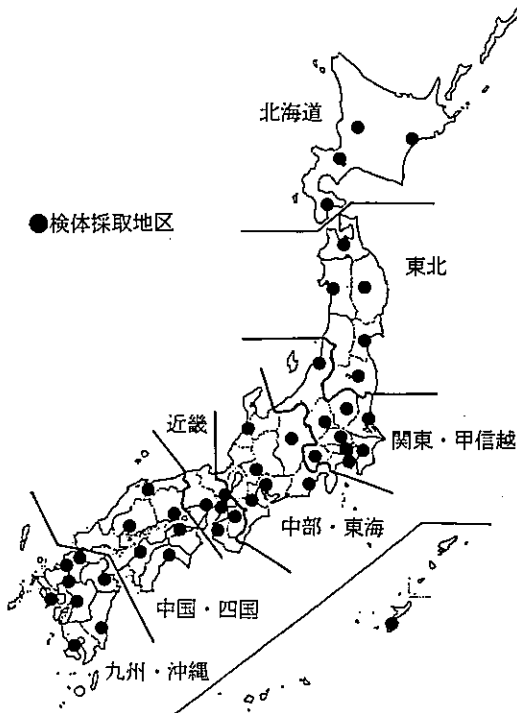 北海道
●検体採取地区
東北
近畿
関東・甲信越
中部・東海
中国・四国
九州・沖縄